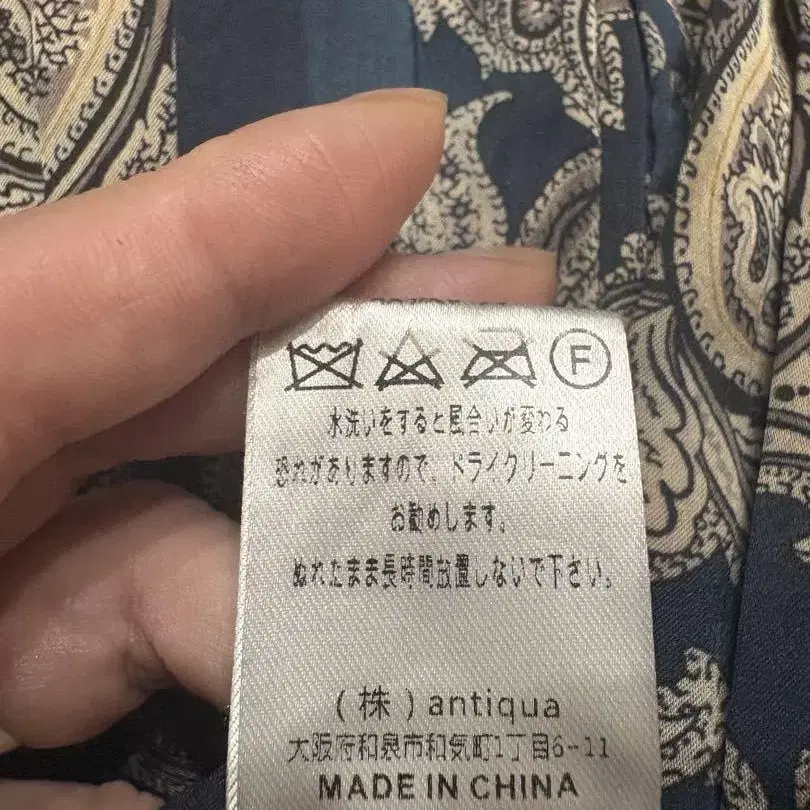 F
水洗いをすると風合いが変わる
恐れがありますので、ドライクリーニングを
お勧めします。
ぬれたまま長時間放置しないで下さい。
(株)antiqua
大阪府和泉市和気町1丁目6-11
MADE IN CHINA